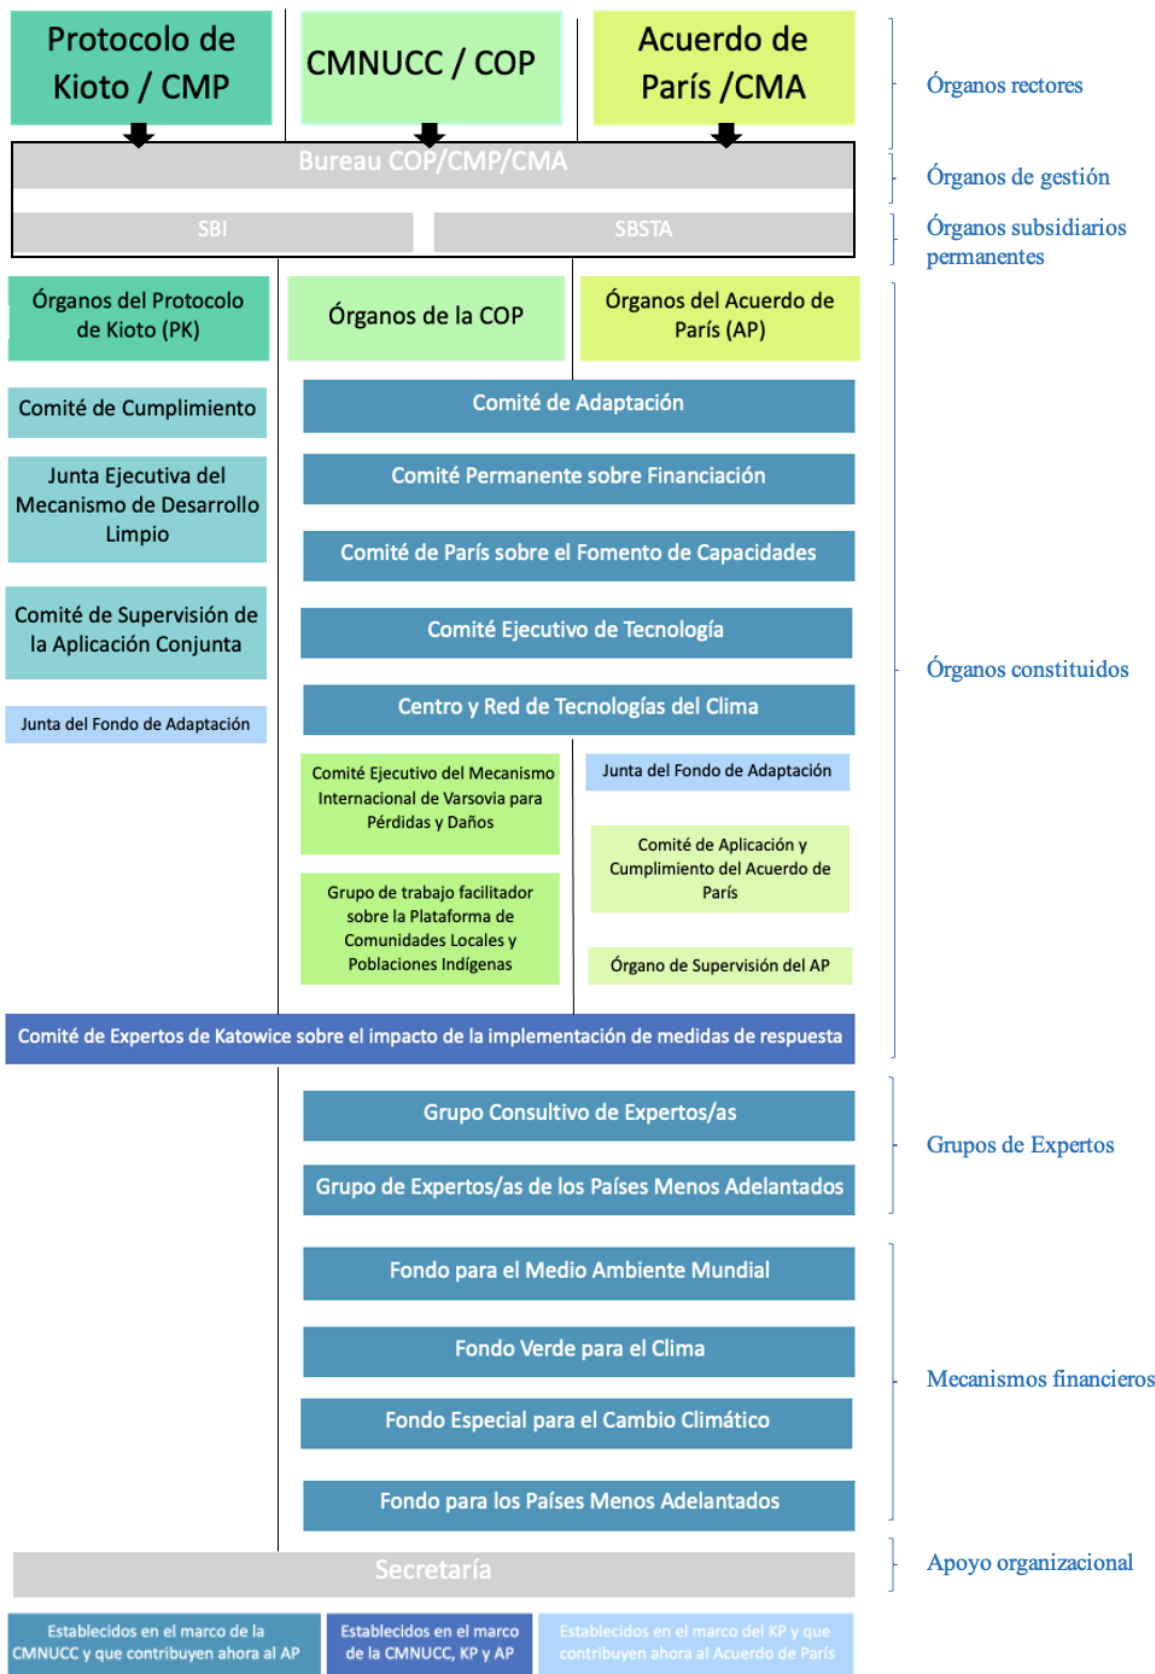 Protocolo de
Kioto / CMP
CMNUCC / COP
Acuerdo de
París /CMA
Órganos rectores
Bureau COP/CMP/CMA
Órganos de gestión
SBI
SBSTA
Órganos subsidiarios
permanentes
Órganos del Protocolo
de Kioto (PK)
Órganos de la COP
Órganos del Acuerdo de
París (AP)
Comité de Cumplimiento
Junta Ejecutiva del
Mecanismo de Desarrollo
Limpio
Comité de Supervisión de
la Aplicación Conjunta
Junta del Fondo de Adaptación
Comité de Adaptación
Comité Permanente sobre Financiación
Comité de París sobre el Fomento de Capacidades
Comité Ejecutivo de Tecnología
Centro y Red de Tecnologías del Clima
Comité Ejecutivo del Mecanismo
Internacional de Varsovia para
Pérdidas y Daños
Grupo de trabajo facilitador
sobre la Plataforma de
Comunidades Locales y
Poblaciones Indígenas
Junta del Fondo de Adaptación
Comité de Aplicación y
Cumplimiento del Acuerdo de
París
Órgano de Supervisión del AP
Órganos constituidos
Comité de Expertos de Katowice sobre el impacto de la implementación de medidas de respuesta
Grupo Consultivo de Expertos/as
Grupo de Expertos/as de los Países Menos Adelantados
Grupos de Expertos
Fondo para el Medio Ambiente Mundial
Fondo Verde para el Clima
Fondo Especial para el Cambio Climático
Fondo para los Países Menos Adelantados
Mecanismos financieros
Secretaría
Apoyo organizacional
Establecidos en el marco de la
CMNUCC y que contribuyen ahora al AP
Establecidos en el marco
de la CMNUCC, KP y AP
Establecidos en el marco del KP y que
contribuyen ahora al Acuerdo de París